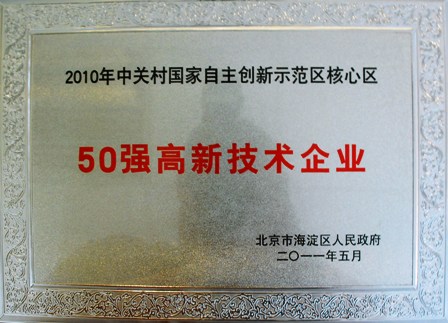 2010年中关村国家自主创新示范区核心区
50强高新技术企业
北京市海淀区人民政府
二〇一一年五月